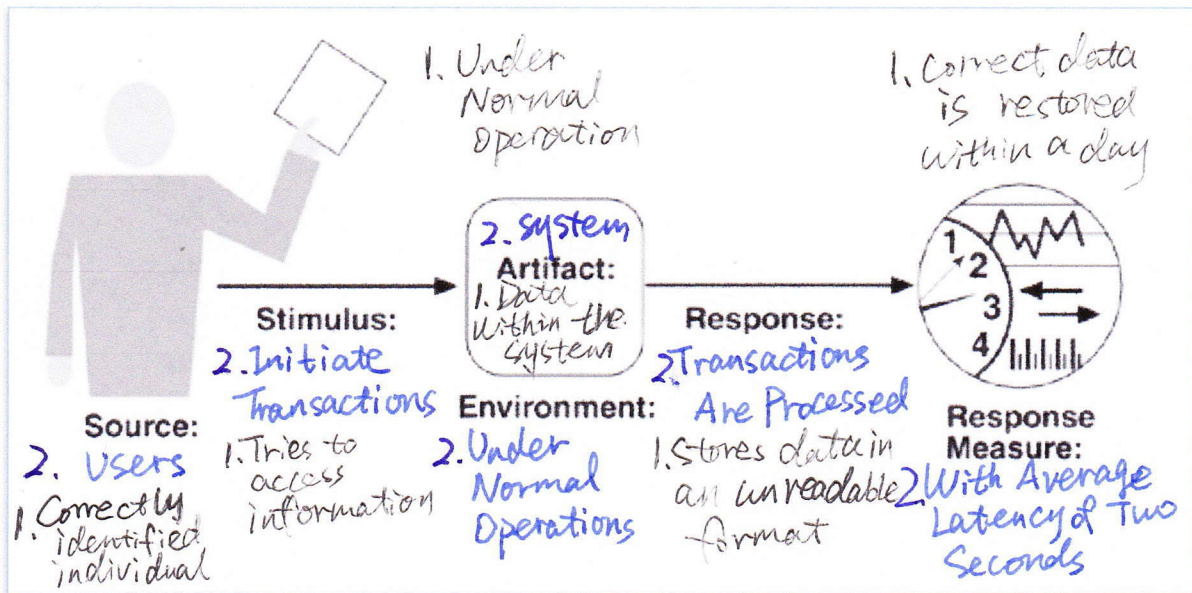 1. Under
Normal
Operation
1. Correct data
is restored
within a day
2. System
Artifact:
1. Data
within the
system
Stimulus:
2. Initiate
Transactions
1. Tries to
access
information
Source:
2. Users
1. Correctly
identified
individual
Environment:
2. Under
Normal
Operations
Response:
2. Transactions
Are Processed
1. Stores data in
an unreadable
format
1
2
3
4
Response
Measure:
2. With Average
Latency of Two
Seconds